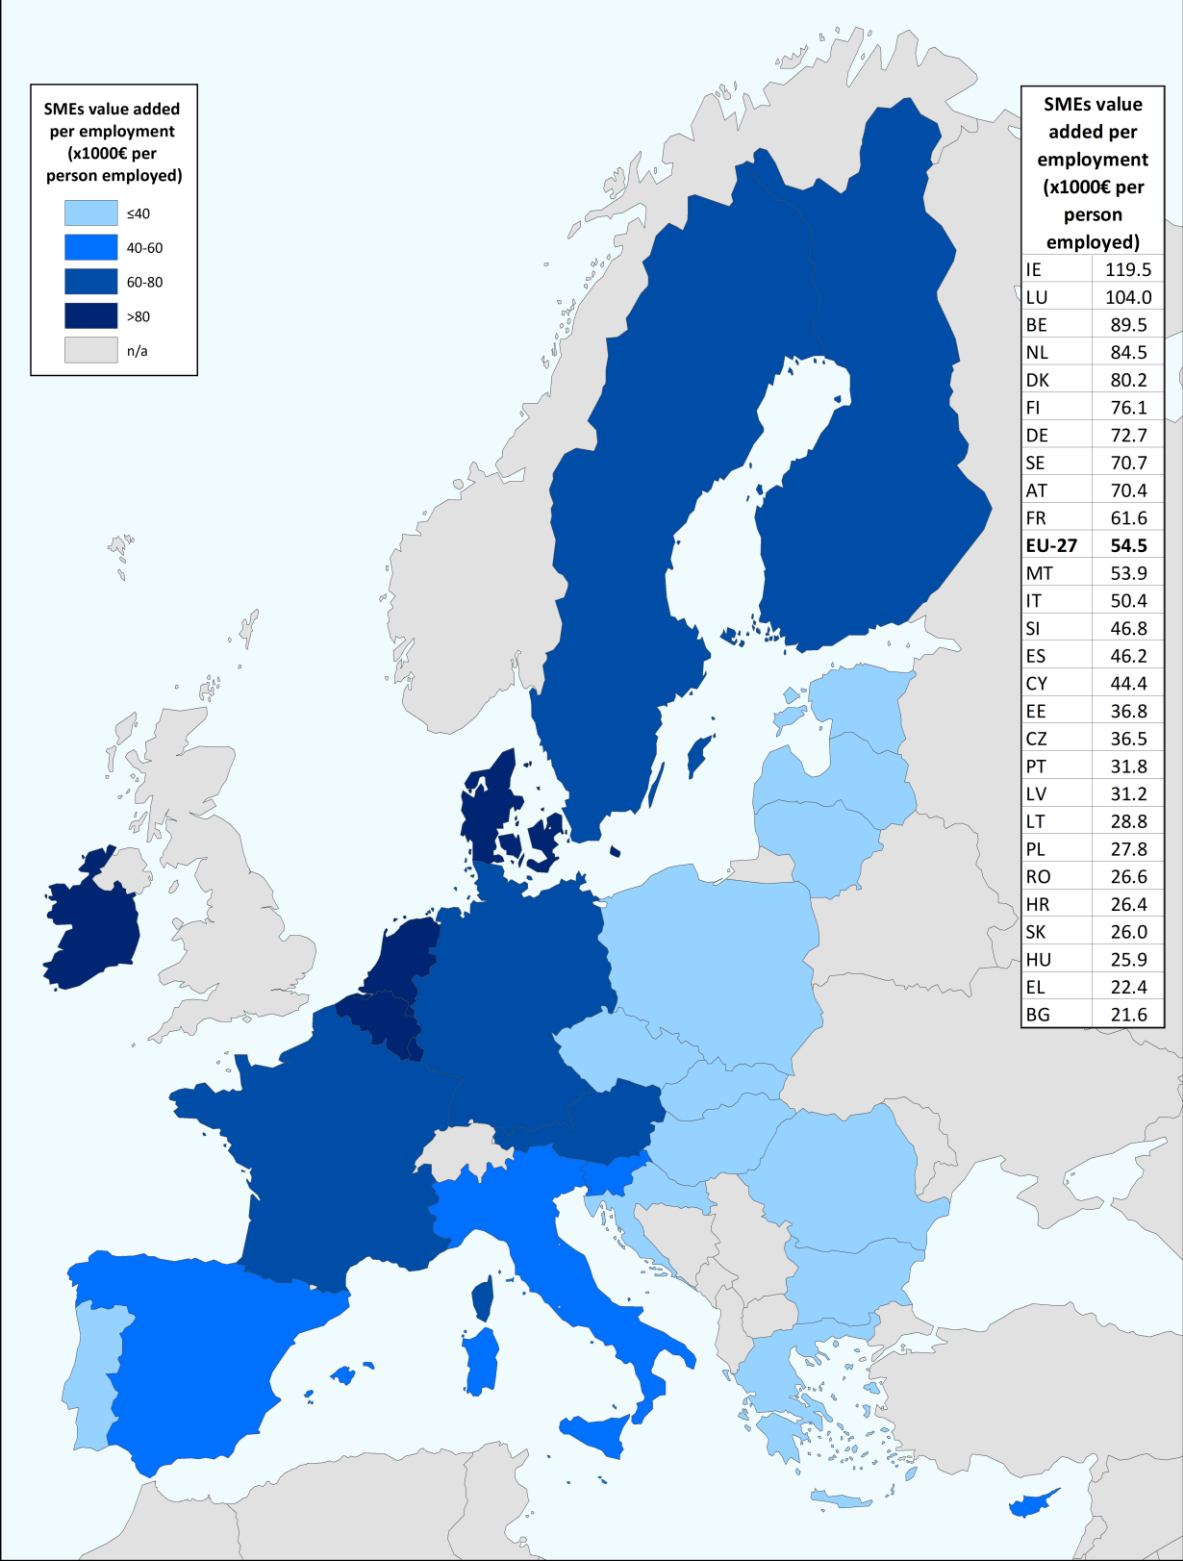 SMEs value added
per employment
(x1000€ per
person employed)
≤40
40-60
60-80
>80
n/a
SMEs value
added per
employment
(x1000€ per
person
employed)
IE 119.5
LU 104.0
BE 89.5
NL 84.5
DK 80.2
FI 76.1
DE 72.7
SE 70.7
AT 70.4
FR 61.6
EU-27 54.5
MT 53.9
IT 50.4
SI 46.8
ES 46.2
CY 44.4
EE 36.8
CZ 36.5
PT 31.8
LV 31.2
LT 28.8
PL 27.8
RO 26.6
HR 26.4
SK 26.0
HU 25.9
EL 22.4
BG 21.6